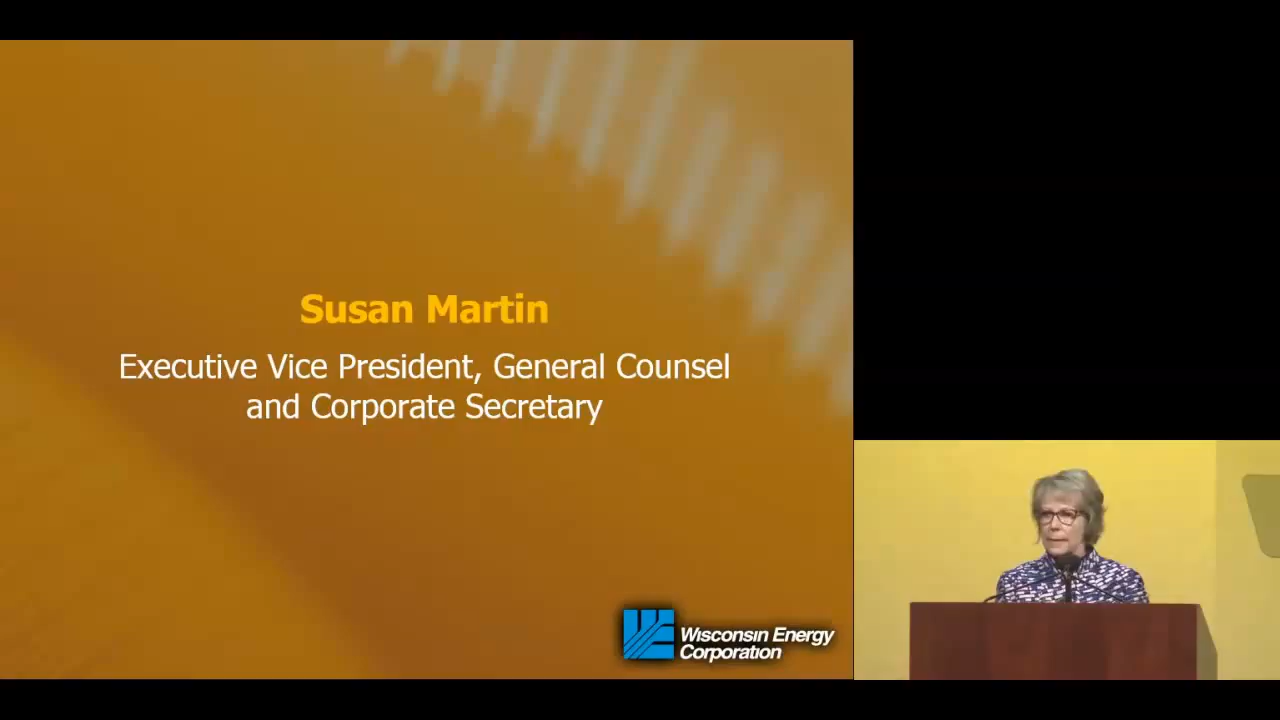 Susan Martin
Executive Vice President, General Counsel
and Corporate Secretary
Wisconsin Energy
Corporation